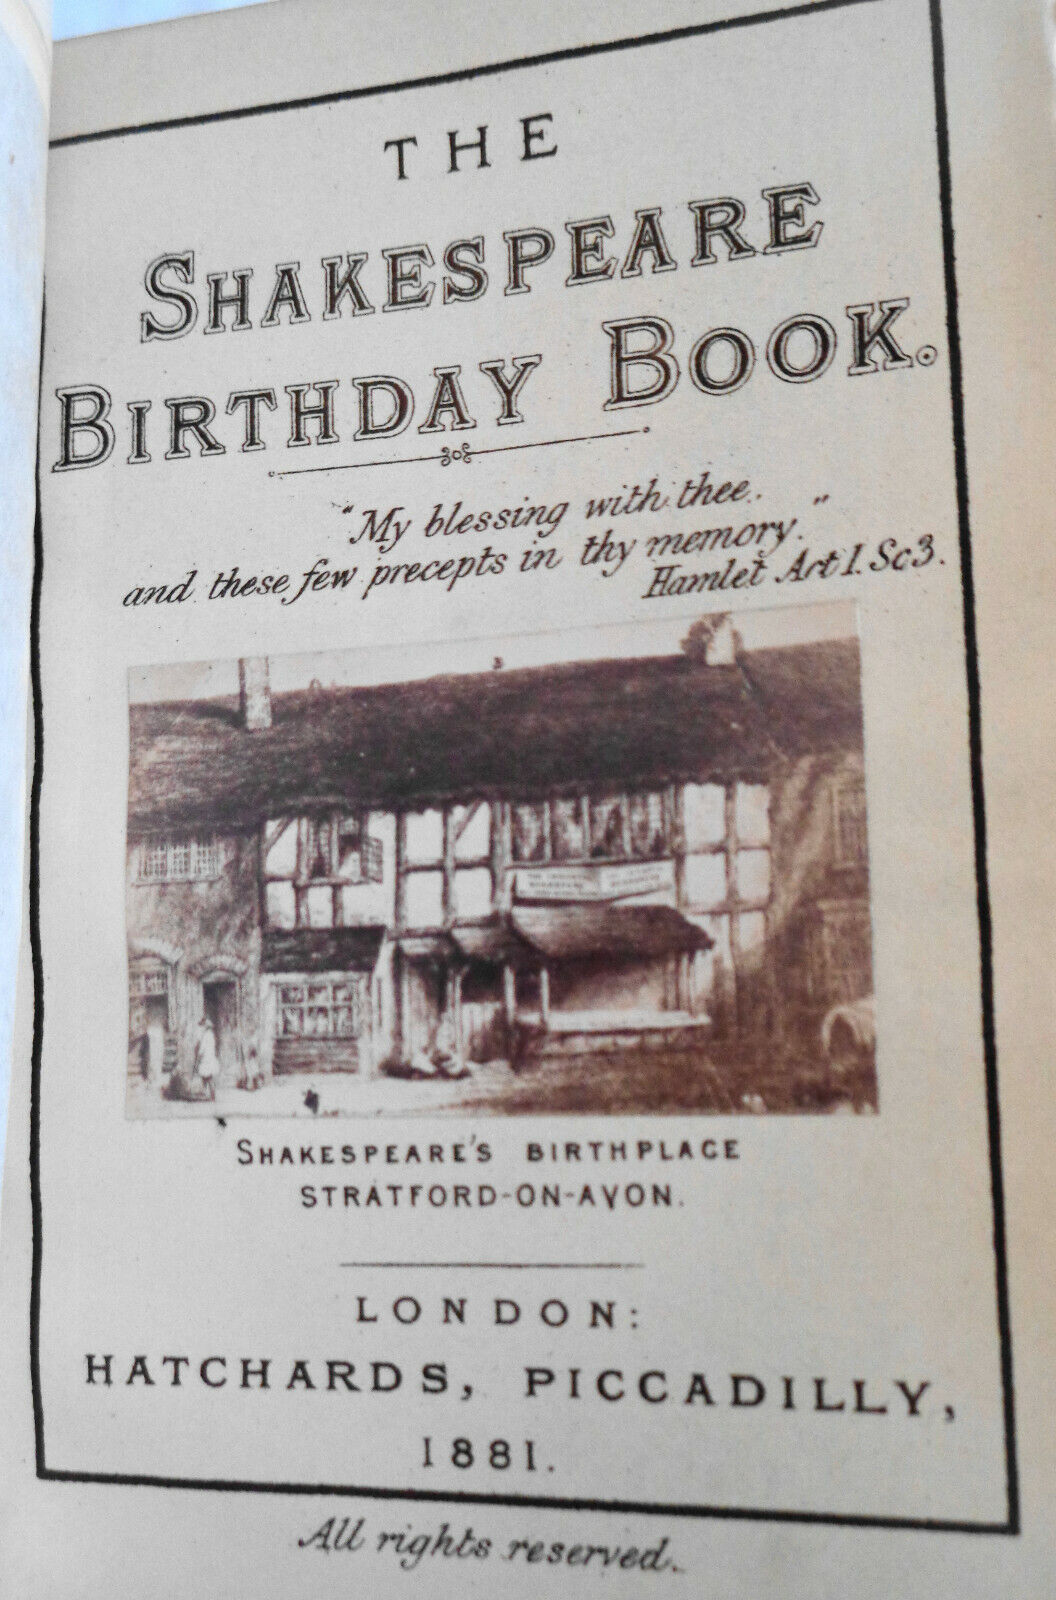 THE
SHAKESPEARE
BIRTHDAY BOOK.
"My blessing with thee.
and these few precepts in thy memory."
Hamlet Act I. Sc 3.
SHAKESPEARE'S BIRTHPLACE
STRATFORD-ON-AVON.
LONDON:
HATCHARDS, PICCADILLY,
1881.
All rights reserved.